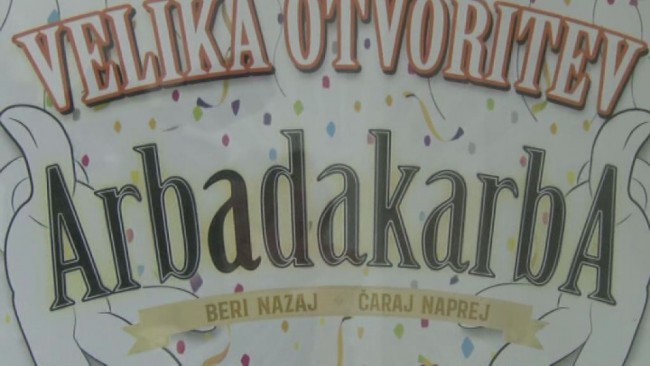 VELIKA OTVORITEV
ArbadakarbA
BERI NAZAJ • ČARAJ NAPREJ